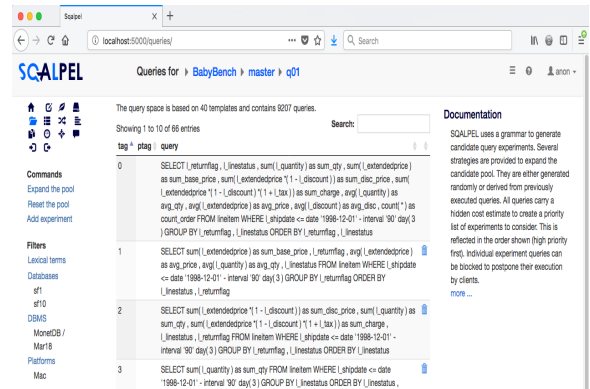 Sqalpel
localhost:5000/queries/
Search
SQALPEL
Queries for BabyBench master q01
anon
The query space is based on 40 templates and contains 9207 queries.
Showing 1 to 10 of 66 entries
Search:
tag ptag query
0 SELECT l_returnflag , l_linestatus , sum( l_quantity ) as sum_qty , sum( l_extendedprice )
as sum_base_price , sum( l_extendedprice *( 1 - l_discount ) ) as sum_disc_price , sum(
l_extendedprice *( 1 - l_discount ) *( 1 + l_tax ) ) as sum_charge , avg( l_quantity ) as
avg_qty , avg( l_extendedprice ) as avg_price , avg( l_discount ) as avg_disc , count( * ) as
count_order FROM lineitem WHERE l_shipdate <= date '1998-12-01' - interval '90' day( 3
) GROUP BY l_returnflag , l_linestatus ORDER BY l_returnflag , l_linestatus
1 SELECT sum( l_extendedprice ) as sum_base_price , l_returnflag , avg( l_extendedprice )
as avg_price , avg( l_quantity ) as avg_qty , l_linestatus FROM lineitem WHERE l_shipdate
<= date '1998-12-01' - interval '90' day( 3 ) GROUP BY l_returnflag , l_linestatus ORDER BY
l_linestatus , l_returnflag
2 SELECT sum( l_extendedprice *( 1 - l_discount ) ) as sum_disc_price , sum( l_quantity ) as
sum_qty , sum( l_extendedprice *( 1 - l_discount ) *( 1 + l_tax ) ) as sum_charge ,
l_linestatus , l_returnflag FROM lineitem WHERE l_shipdate <= date '1998-12-01' -
interval '90' day( 3 ) GROUP BY l_returnflag , l_linestatus ORDER BY l_returnflag , l_linestatus
3 SELECT sum( l_quantity ) as sum_qty FROM lineitem WHERE l_shipdate <= date
'1998-12-01' - interval '90' day( 3 ) GROUP BY l_returnflag , l_linestatus ORDER BY l_linestatus ,
Commands
Expand the pool
Reset the pool
Add experiment
Filters
Lexical terms
Databases
sf1
sf10
DBMS
MonetDB /
Mar18
Platforms
Mac
Documentation
SQALPEL uses a grammar to generate
candidate query experiments. Several
strategies are provided to expand the
candidate pool. They are either generated
randomly or derived from previously
executed queries. All queries carry a
hidden cost estimate to create a priority
list of experiments to consider. This is
reflected in the order shown (high priority
first). Individual experiment queries can
be blocked to postpone their execution
by clients.
more ...